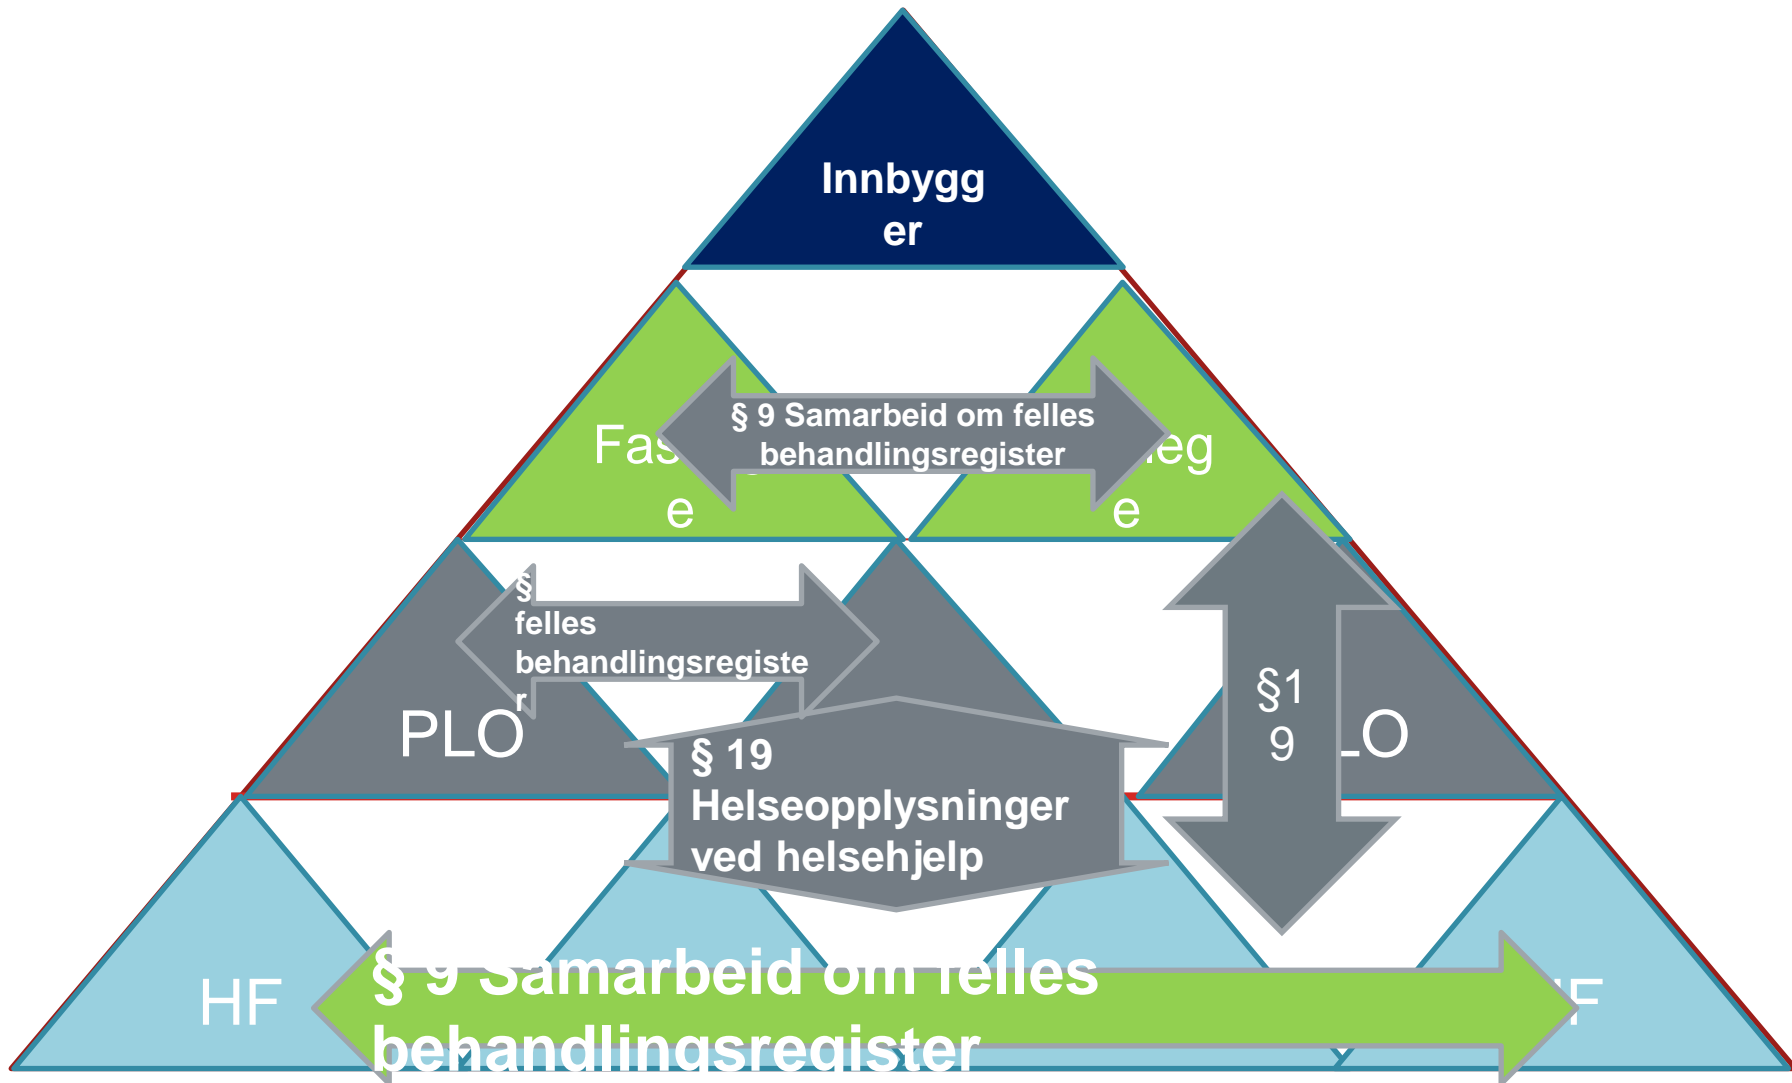 Innbygg
er
§ 9 Samarbeid om felles
behandlingsregister
Fas
leg
e
e
§
felles
behandlingsregiste
r
PLO
§1
9
LO
§ 19
Helseopplysninger
ved helsehjelp
HF
§ 9 Samarbeid om felles
behandlingsregister
F